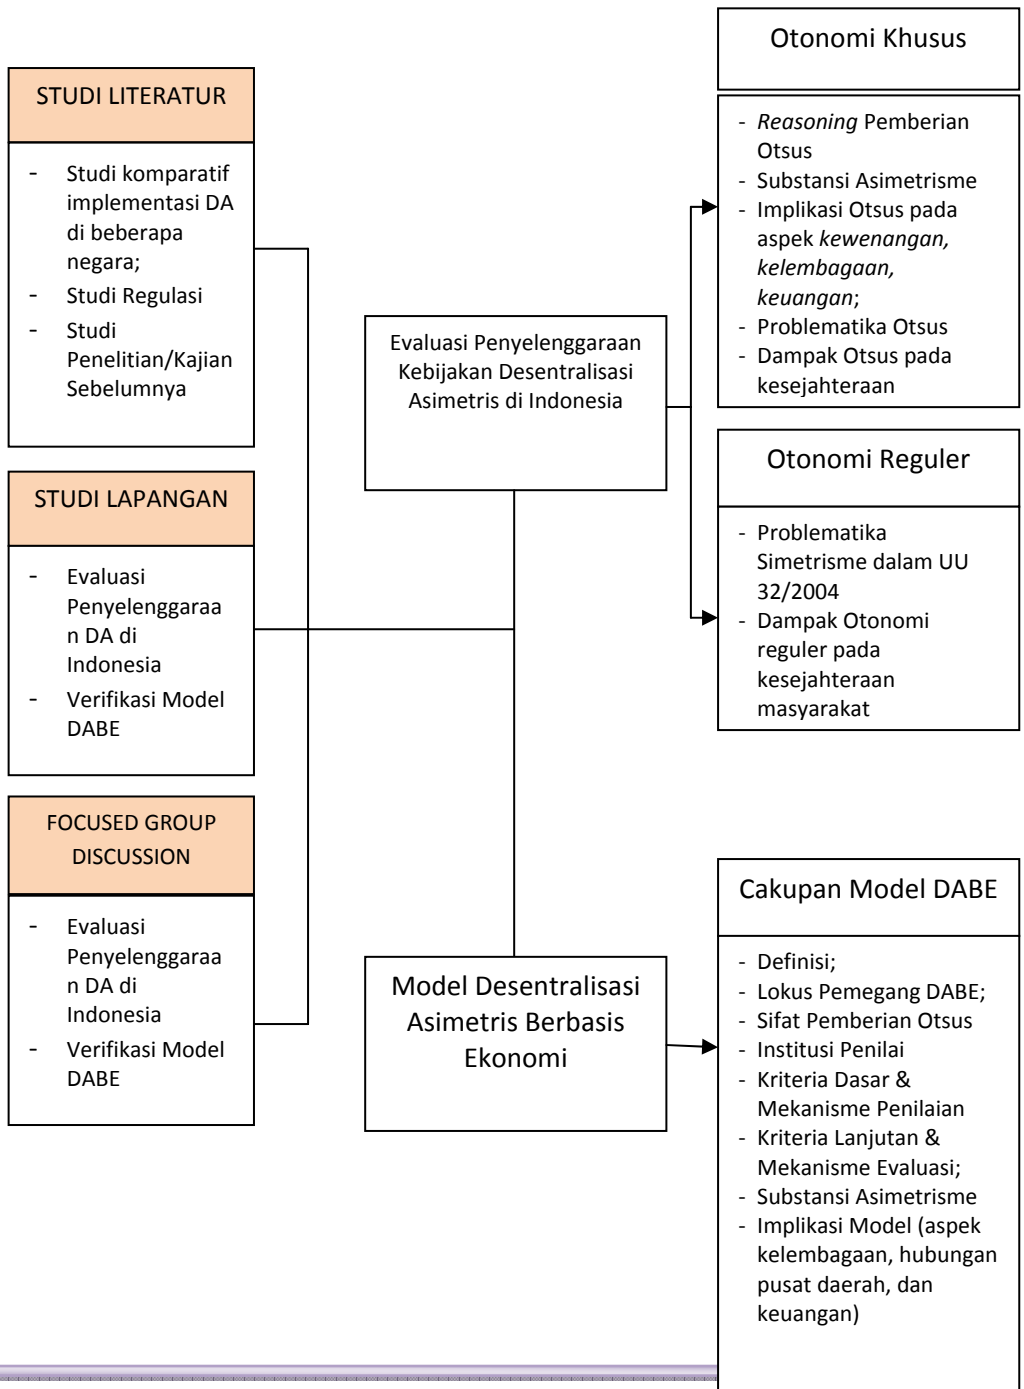 STUDI LITERATUR
- Studi komparatif
implementasi DA
di beberapa
negara;
- Studi Regulasi
- Studi
Penelitian/Kajian
Sebelumnya
STUDI LAPANGAN
- Evaluasi
Penyelenggaraa
n DA di
Indonesia
- Verifikasi Model
DABE
FOCUSED GROUP
DISCUSSION
- Evaluasi
Penyelenggaraa
n DA di
Indonesia
- Verifikasi Model
DABE
Evaluasi Penyelenggaraan
Kebijakan Desentralisasi
Asimetris di Indonesia
Model Desentralisasi
Asimetris Berbasis
Ekonomi
Otonomi Khusus
- Reasoning Pemberian
Otsus
- Substansi Asimetrisme
- Implikasi Otsus pada
aspek kewenangan,
kelembagaan,
keuangan;
- Problematika Otsus
- Dampak Otsus pada
kesejahteraan
Otonomi Reguler
- Problematika
Simetrisme dalam UU
32/2004
- Dampak Otonomi
reguler pada
kesejahteraan
masyarakat
Cakupan Model DABE
- Definisi;
- Lokus Pemegang DABE;
- Sifat Pemberian Otsus
- Institusi Penilai
- Kriteria Dasar &
Mekanisme Penilaian
- Kriteria Lanjutan &
Mekanisme Evaluasi;
- Substansi Asimetrisme
- Implikasi Model (aspek
kelembagaan, hubungan
pusat daerah, dan
keuangan)